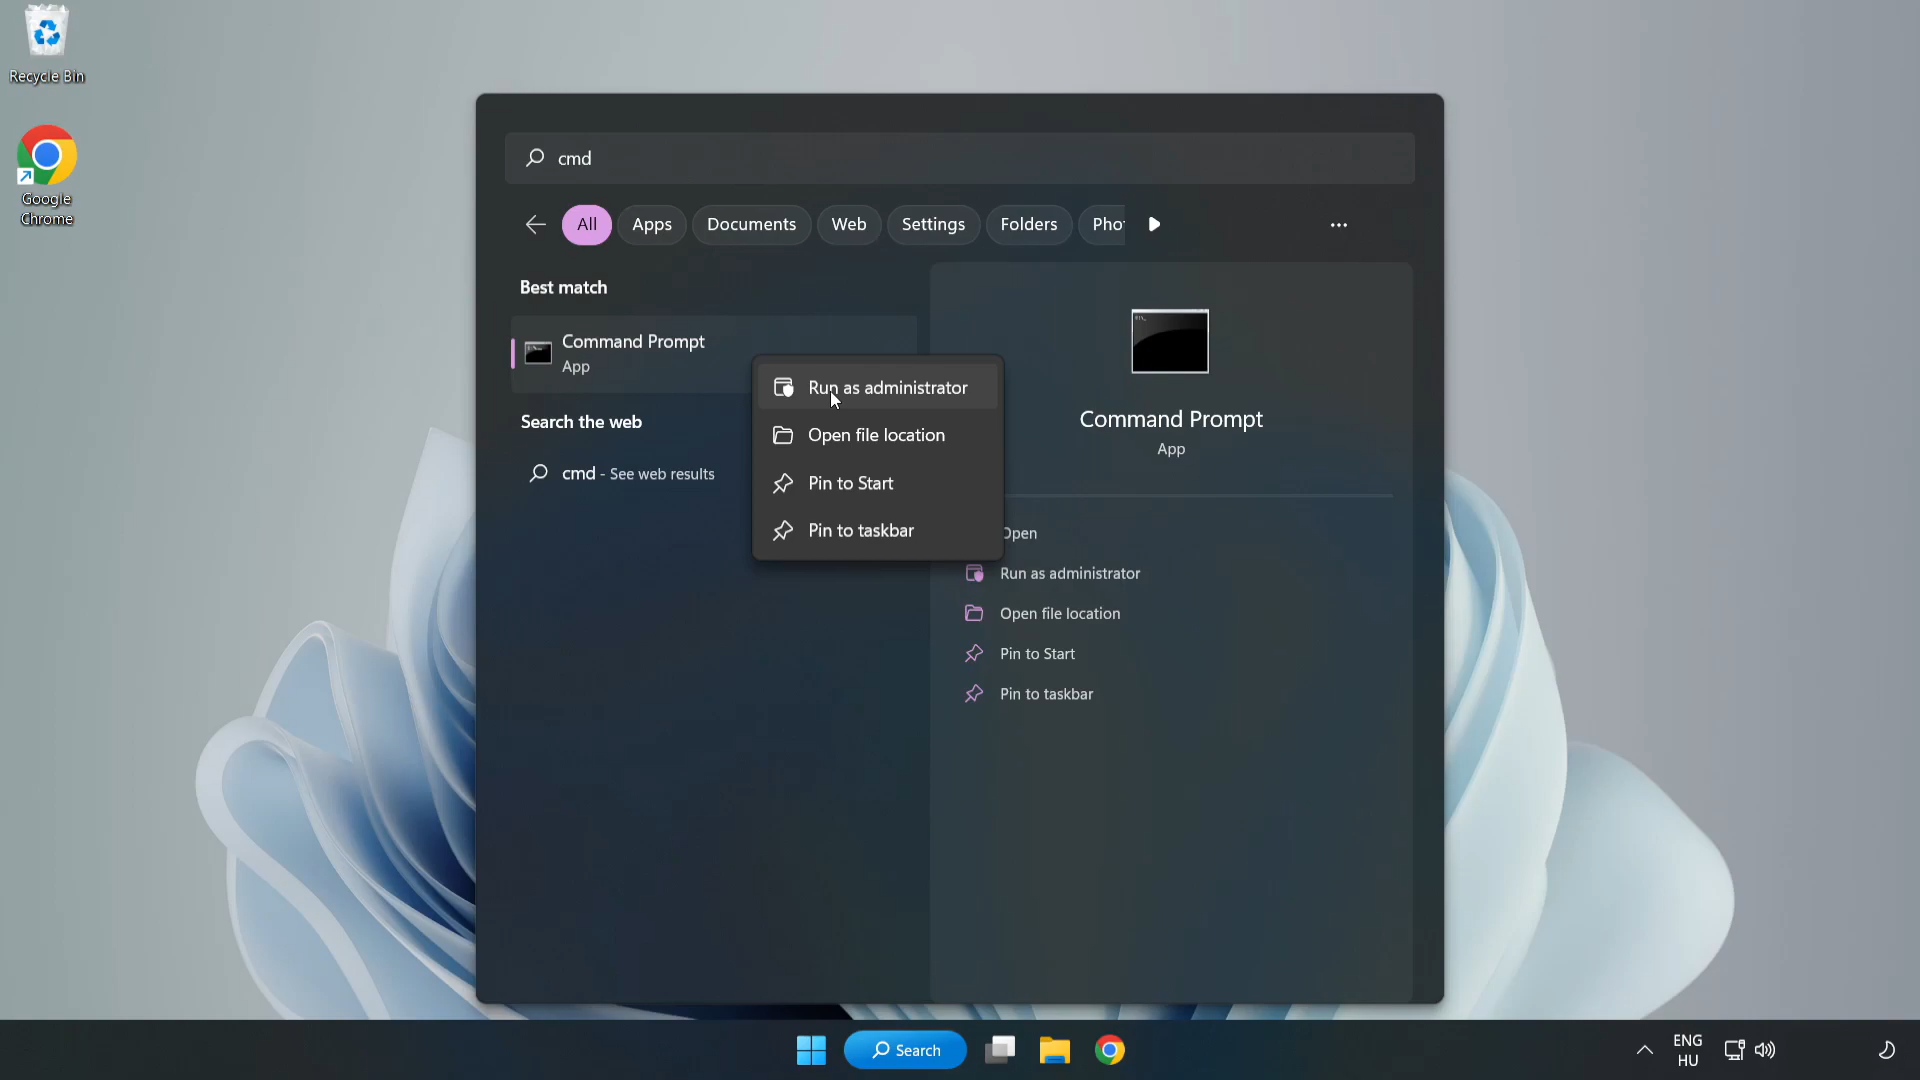 Recycle Bin
Google
Chrome
cmd
All
Apps
Documents
Web
Settings
Folders
Pho
Best match
Command Prompt
App
Search the web
cmd - See web results
Run as administrator
Open file location
Pin to Start
Pin to taskbar
Command Prompt
App
Open
Run as administrator
Open file location
Pin to Start
Pin to taskbar
Search
ENG
HU